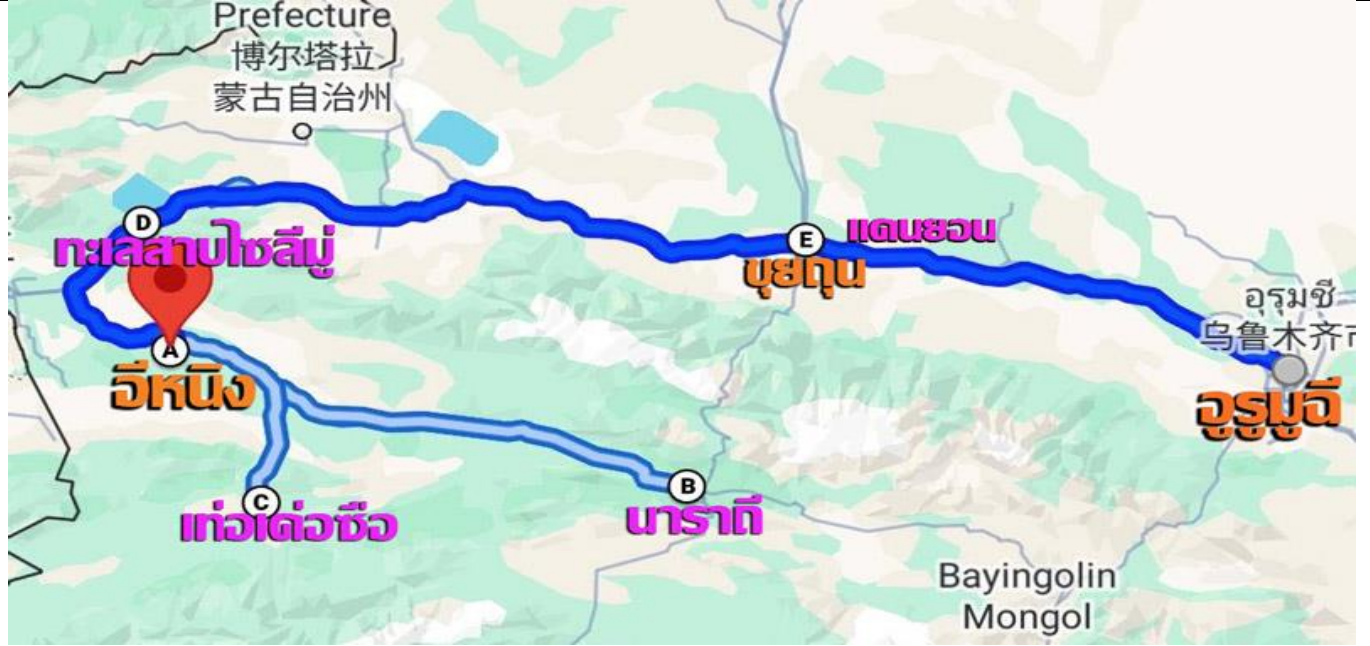 Prefecture
博尔塔拉
蒙古自治州
D
ทะเลสาบไซลีมู่
E
แคนยอน
ขุยถุน
อุรุมชี
乌鲁木齐市
A
อีหนิง
อูรูมูฉี
B
C
นาราถี
เท่อเค่อซือ
Bayingolin
Mongol